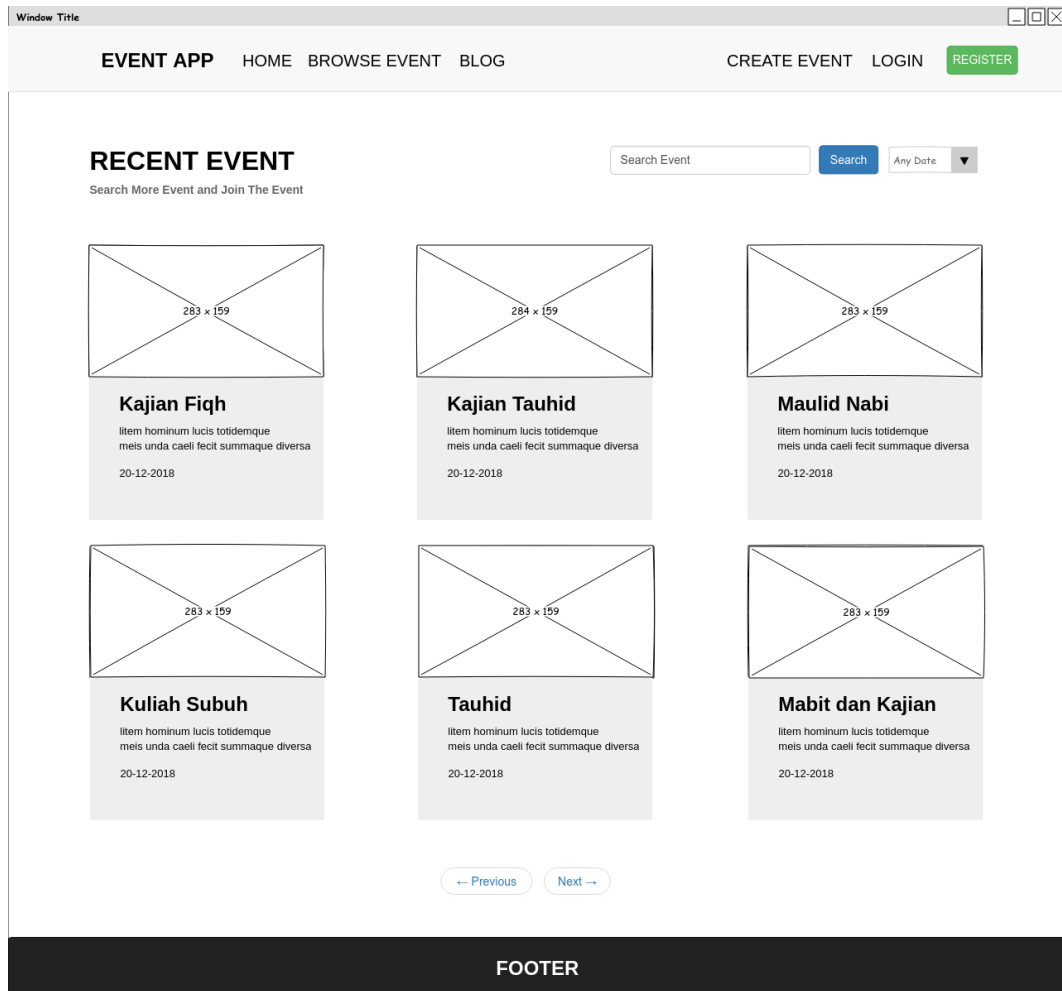 Window Title
EVENT APP HOME BROWSE EVENT BLOG CREATE EVENT LOGIN REGISTER
RECENT EVENT
Search Event Search Any Date ▼
Search More Event and Join The Event
283 x 159
284 x 159
283 x 159
Kajian Fiqh
litem hominum lucis totidemque
meis unda caeli fecit summaque diversa
20-12-2018
Kajian Tauhid
litem hominum lucis totidemque
meis unda caeli fecit summaque diversa
20-12-2018
Maulid Nabi
litem hominum lucis totidemque
meis unda caeli fecit summaque diversa
20-12-2018
283 x 159
283 x 159
283 x 159
Kuliah Subuh
litem hominum lucis totidemque
meis unda caeli fecit summaque diversa
20-12-2018
Tauhid
litem hominum lucis totidemque
meis unda caeli fecit summaque diversa
20-12-2018
Mabit dan Kajian
litem hominum lucis totidemque
meis unda caeli fecit summaque diversa
20-12-2018
← Previous Next →
FOOTER